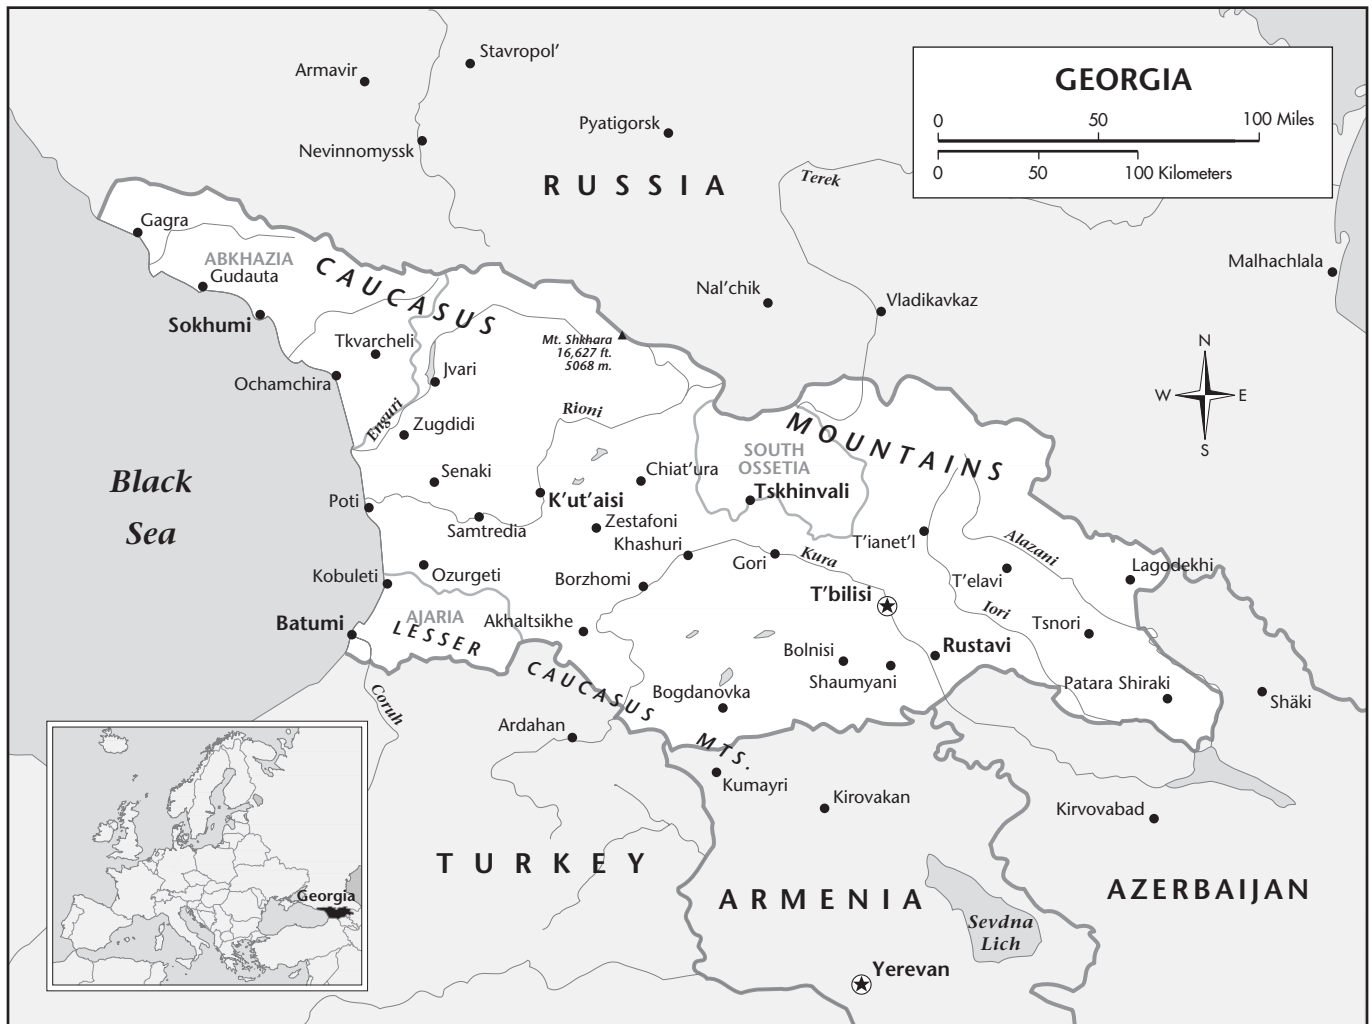 Stavropol’
Armavir
GEORGIA
0 50 100 Miles
0 50 100 Kilometers
Pyatigorsk
Nevinnomyssk
RUSSIA
Terek
Gagra
ABKHAZIA
Gudauta
CAUCASUS
Malhachlala
Nal’chik
Vladikavkaz
Sokhumi
Tkvarcheli
Mt. Shkhara
16,627 ft.
5068 m.
N
W E
S
Jvari
Ochamchira
Enguri
Rioni
Zugdidi
MOUNTAINS
SOUTH
OSSETIA
Black
Sea
Senaki
Chiat’ura
Tskhinvali
Poti
K’ut’aisi
Samtredia
Zestafoni
Khashuri
T’ianet’l
Alazani
Kobuleti
Ozurgeti
Borzhomi
Gori
Kura
T’elavi
Lagodekhi
T’bilisi
Iori
Batumi
AJARIA
Akhaltsikhe
Tsnori
LESSER
Bolnisi
Rustavi
Shaumyani
CAUCASUS
Patara Shiraki
Bogdanovka
Shäki
Coruh
Ardahan
MTS.
Kumayri
Kirovakan
Kirvovabad
TURKEY
ARMENIA
AZERBAIJAN
Georgia
Sevdna
Lich
Yerevan